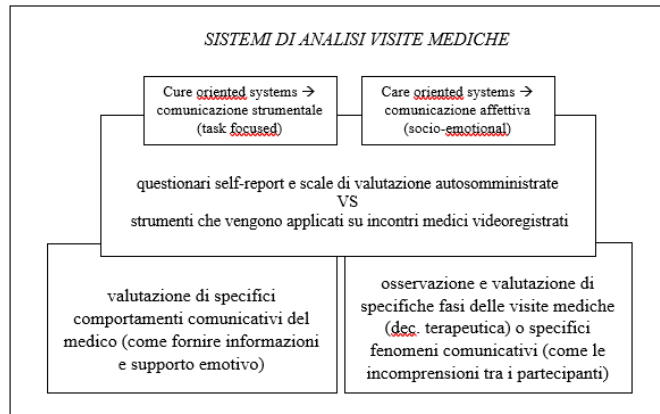 SISTEMI DI ANALISI VISITE MEDICHE
Cure oriented systems →
comunicazione strumentale
(task focused)
Care oriented systems →
comunicazione affettiva
(socio-emotional)
questionari self-report e scale di valutazione autosomministrate
VS
strumenti che vengono applicati su incontri medici videoregistrati
valutazione di specifici
comportamenti comunicativi del
medico (come fornire informazioni
e supporto emotivo)
osservazione e valutazione di
specifiche fasi delle visite mediche
(dec. terapeutica) o specifici
fenomeni comunicativi (come le
incomprensioni tra i partecipanti)